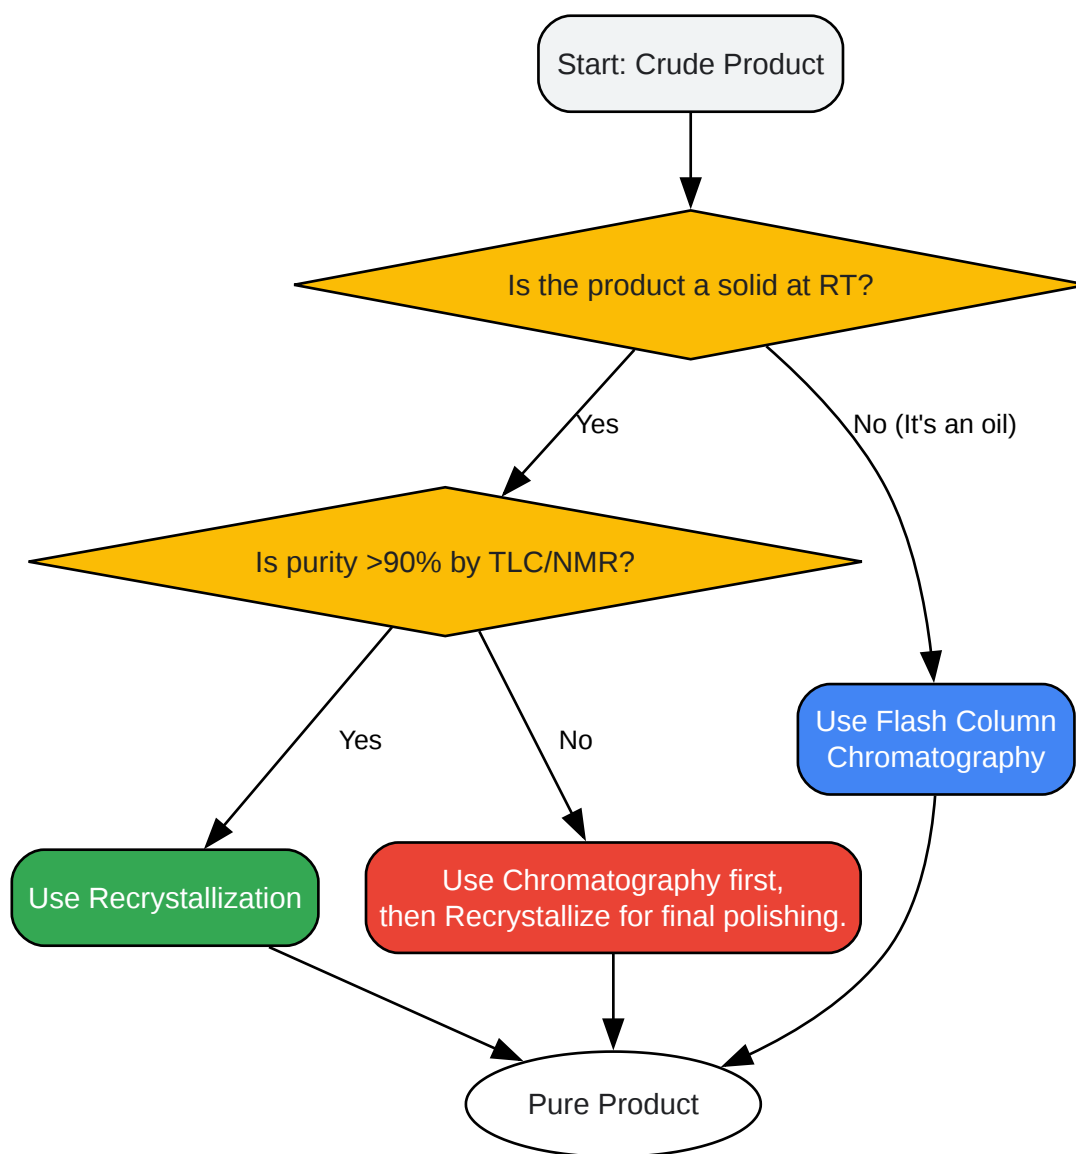 Start: Crude Product
Is the product a solid at RT?
Yes
No (It's an oil)
Is purity >90% by TLC/NMR?
Yes
No
Use Flash Column
Chromatography
Use Recrystallization
Use Chromatography first,
then Recrystallize for final polishing.
Pure Product